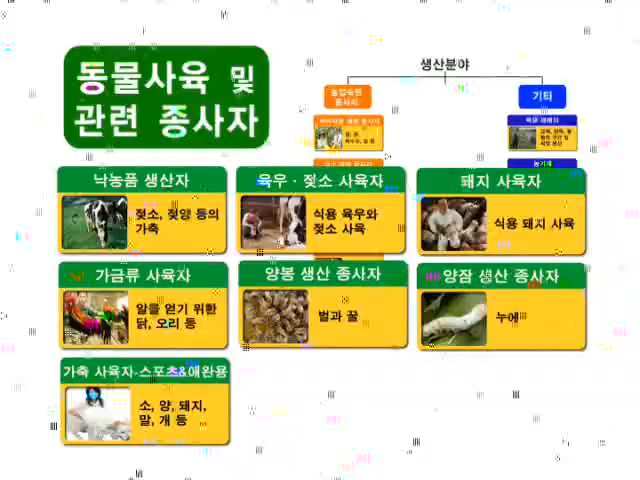 동물사육 및
관련 종사자
생산분야
농업숙련
종사자
기타
낙농품 생산자
젖소, 젖양 등의
가축
육우 · 젖소 사육자
식용 육우와
젖소 사육
돼지 사육자
식용 돼지 사육
가금류 사육자
알을 얻기 위한
닭, 오리 등
양봉 생산 종사자
벌과 꿀
양잠 생산 종사자
누에
가축 사육자-스포츠&애완용
소, 양, 돼지,
말, 개 등